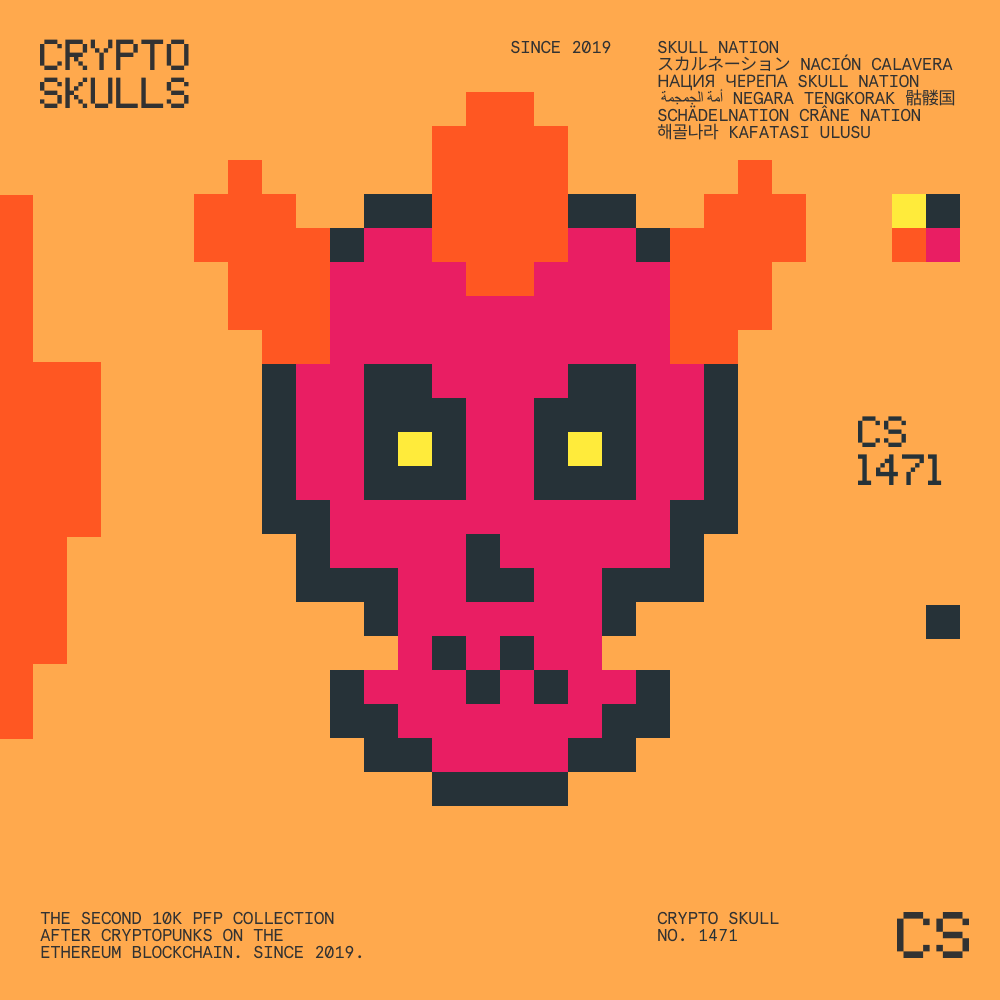 CRYPTO
SKULLS
SINCE 2019
SKULL NATION
スカルネーション NACIÓN CALAVERA
НАЦИЯ ЧЕРЕПА SKULL NATION
أمة الجمجمة NEGARA TENGKORAK 骷髅国
SCHÄDELNATION CRÂNE NATION
해골나라 KAFATASI ULUSU
CS
1471
THE SECOND 10K PFP COLLECTION
AFTER CRYPTOPUNKS ON THE
ETHEREUM BLOCKCHAIN. SINCE 2019.
CRYPTO SKULL
NO. 1471
CS